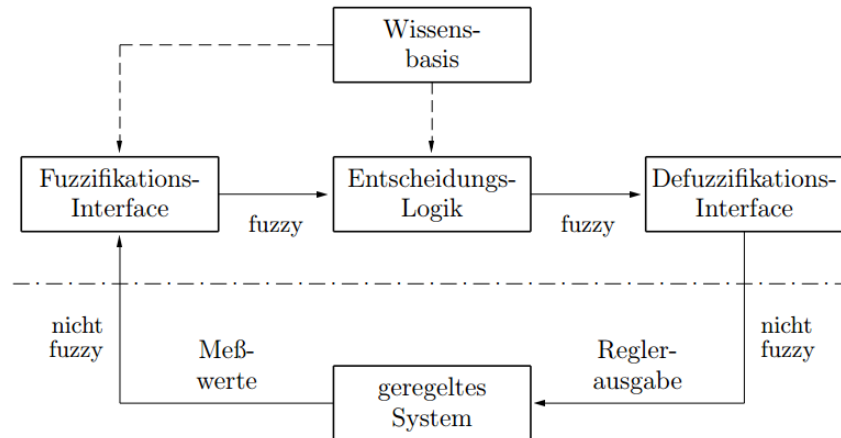 Wissens-
basis
Fuzzifikations-
Interface
Entscheidungs-
Logik
Defuzzifikations-
Interface
fuzzy
fuzzy
nicht
fuzzy
nicht
fuzzy
Meß-
werte
Regler-
ausgabe
geregeltes
System